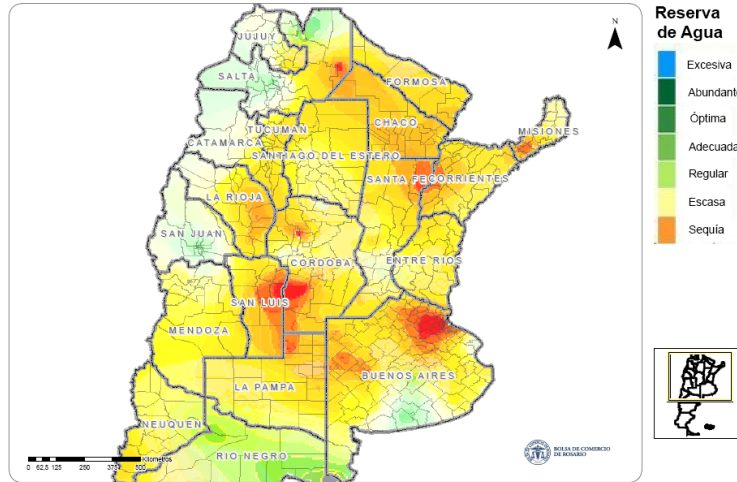 Reserva
de Agua
Excesiva
Abundante
Óptima
Adecuada
Regular
Escasa
Sequía
N
JUJUY
SALTA
FORMOSA
CHACO
TUCUMAN
MISIONES
CATAMARCA
SANTIAGO DEL ESTERO
SANTA FE
CORRIENTES
LA RIOJA
SAN JUAN
CORDOBA
ENTRE RIOS
SAN LUIS
MENDOZA
BUENOS AIRES
LA PAMPA
NEUQUEN
RIO NEGRO
BOLSA DE COMERCIO
DE ROSARIO
Kilometros
0 62,5 125 250 375 500